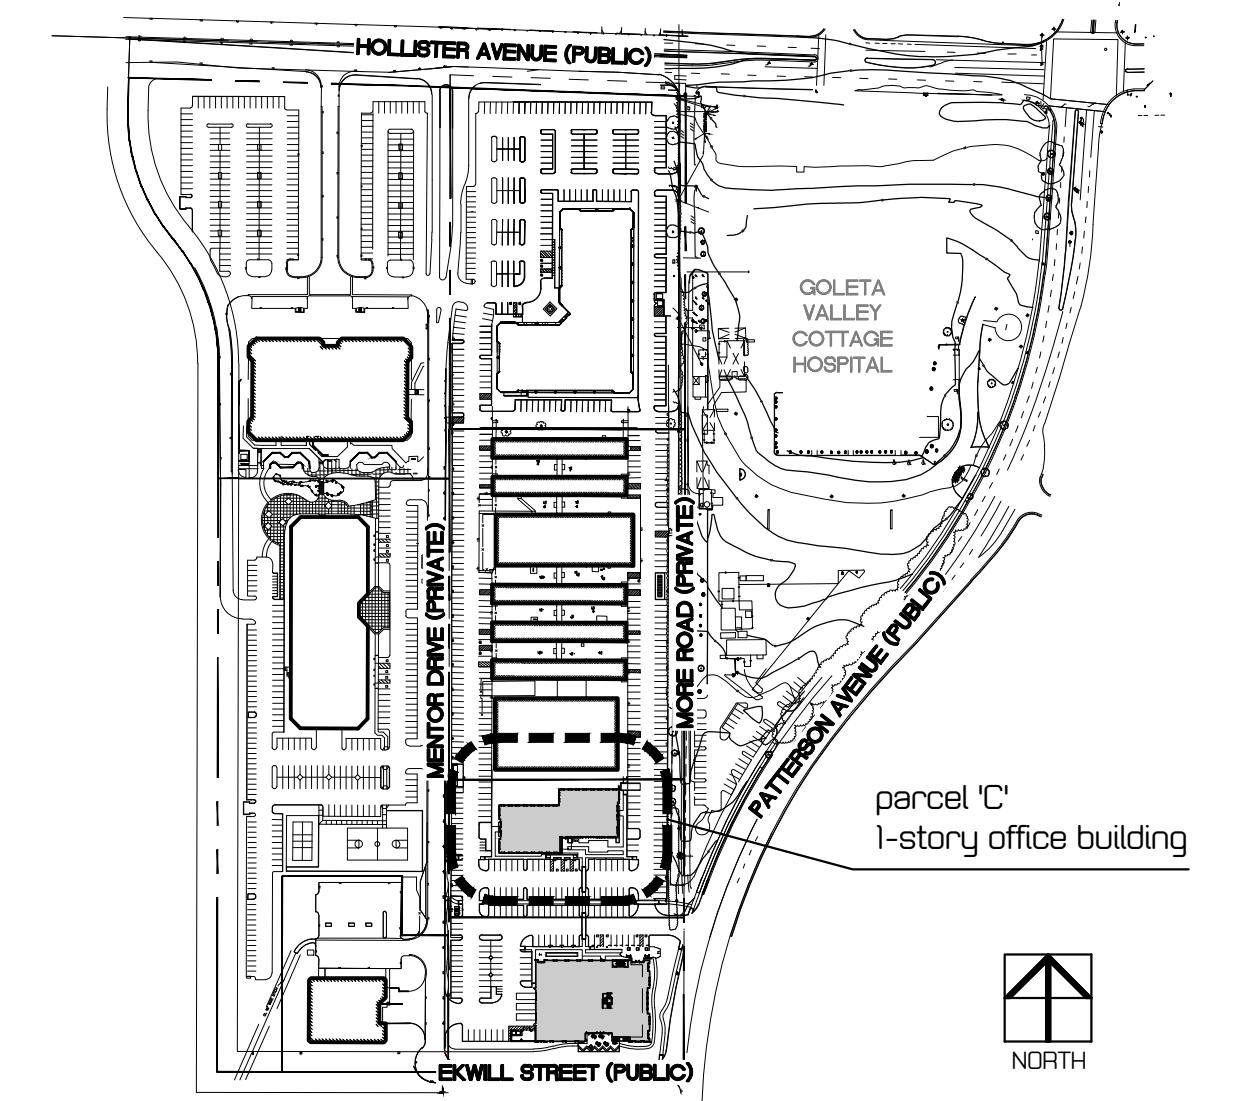 HOLLISTER AVENUE (PUBLIC)
GOLETA
VALLEY
COTTAGE
HOSPITAL
MENTOR DRIVE (PRIVATE)
MORE ROAD (PRIVATE)
PATTERSON AVENUE (PUBLIC)
parcel 'C'
1-story office building
NORTH
EKWILL STREET (PUBLIC)